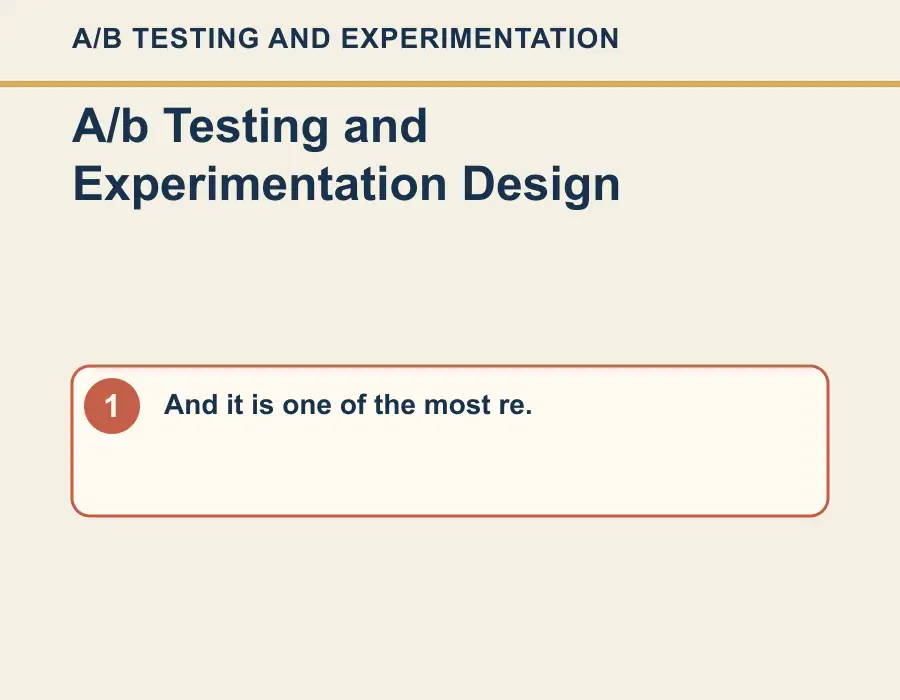 A/B TESTING AND EXPERIMENTATION
A/b Testing and
Experimentation Design
1 And it is one of the most re.